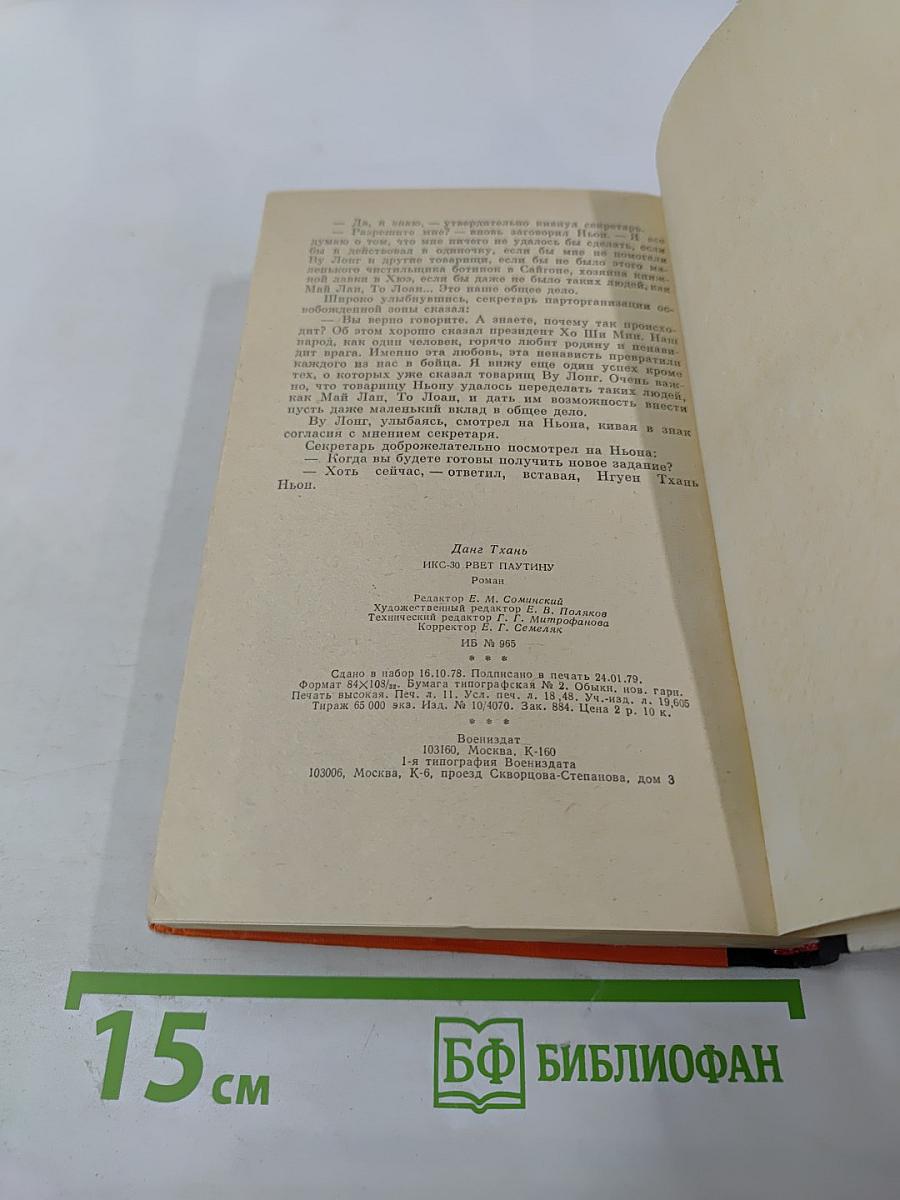 — Да, я знаю, — утвердительно кивнул секретарь.
— Разрешите мне? — вновь заговорил Ньон. — Я все
думаю о том, что мне ничего не удалось бы сделать, если
бы я действовал в одиночку, если бы мне не помогали
Ву Лонг и другие товарищи, если бы не было этого ма-
ленького чистильщика ботинок в Сайгоне, хозяина книж-
ной лавки в Хюэ, если бы даже не было таких людей, как
Май Лан, То Лоан... Это наше общее дело.
Широко улыбнувшись, секретарь парторганизации ос-
вобожденной зоны сказал:
— Вы верно говорите. А знаете, почему так происхо-
дит? Об этом хорошо сказал президент Хо Ши Мин. Наш
народ, как один человек, горячо любит родину и ненави-
дит врага. Именно эта любовь, эта ненависть превратили
каждого из нас в бойца. Я вижу еще один успех кроме
тех, о которых уже сказал товарищ Ву Лонг. Очень важ-
но, что товарищу Ньону удалось переделать таких людей,
как Май Лан, То Лоан, и дать им возможность внести
пусть даже маленький вклад в общее дело.
Ву Лонг, улыбаясь, смотрел на Ньона, кивая в знак
согласия с мнением секретаря.
Секретарь доброжелательно посмотрел на Ньона:
— Когда вы будете готовы получить новое задание?
— Хоть сейчас, — ответил, вставая, Нгуен Тхань
Ньон.
Данг Тхань
ИКС-30 РВЕТ ПАУТИНУ
Роман
Редактор Е. М. Соминский
Художественный редактор Е. В. Поляков
Технический редактор Г. Г. Митрофанова
Корректор Е. Г. Семеляк
ИБ № 965
* * *
Сдано в набор 16.10.78. Подписано в печать 24.01.79.
Формат 84×108/32. Бумага типографская № 2. Обыкн. нов. гарн.
Печать высокая. Печ. л. 11. Усл. печ. л. 18,48. Уч.-изд. л. 19,605
Тираж 65 000 экз. Изд. № 10/4070. Зак. 884. Цена 2 р. 10 к.
* * *
Воениздат
103160, Москва, К-160
1-я типография Воениздата
103006, Москва, К-6, проезд Скворцова-Степанова, дом 3
15 см
БФ БИБЛИОФАН